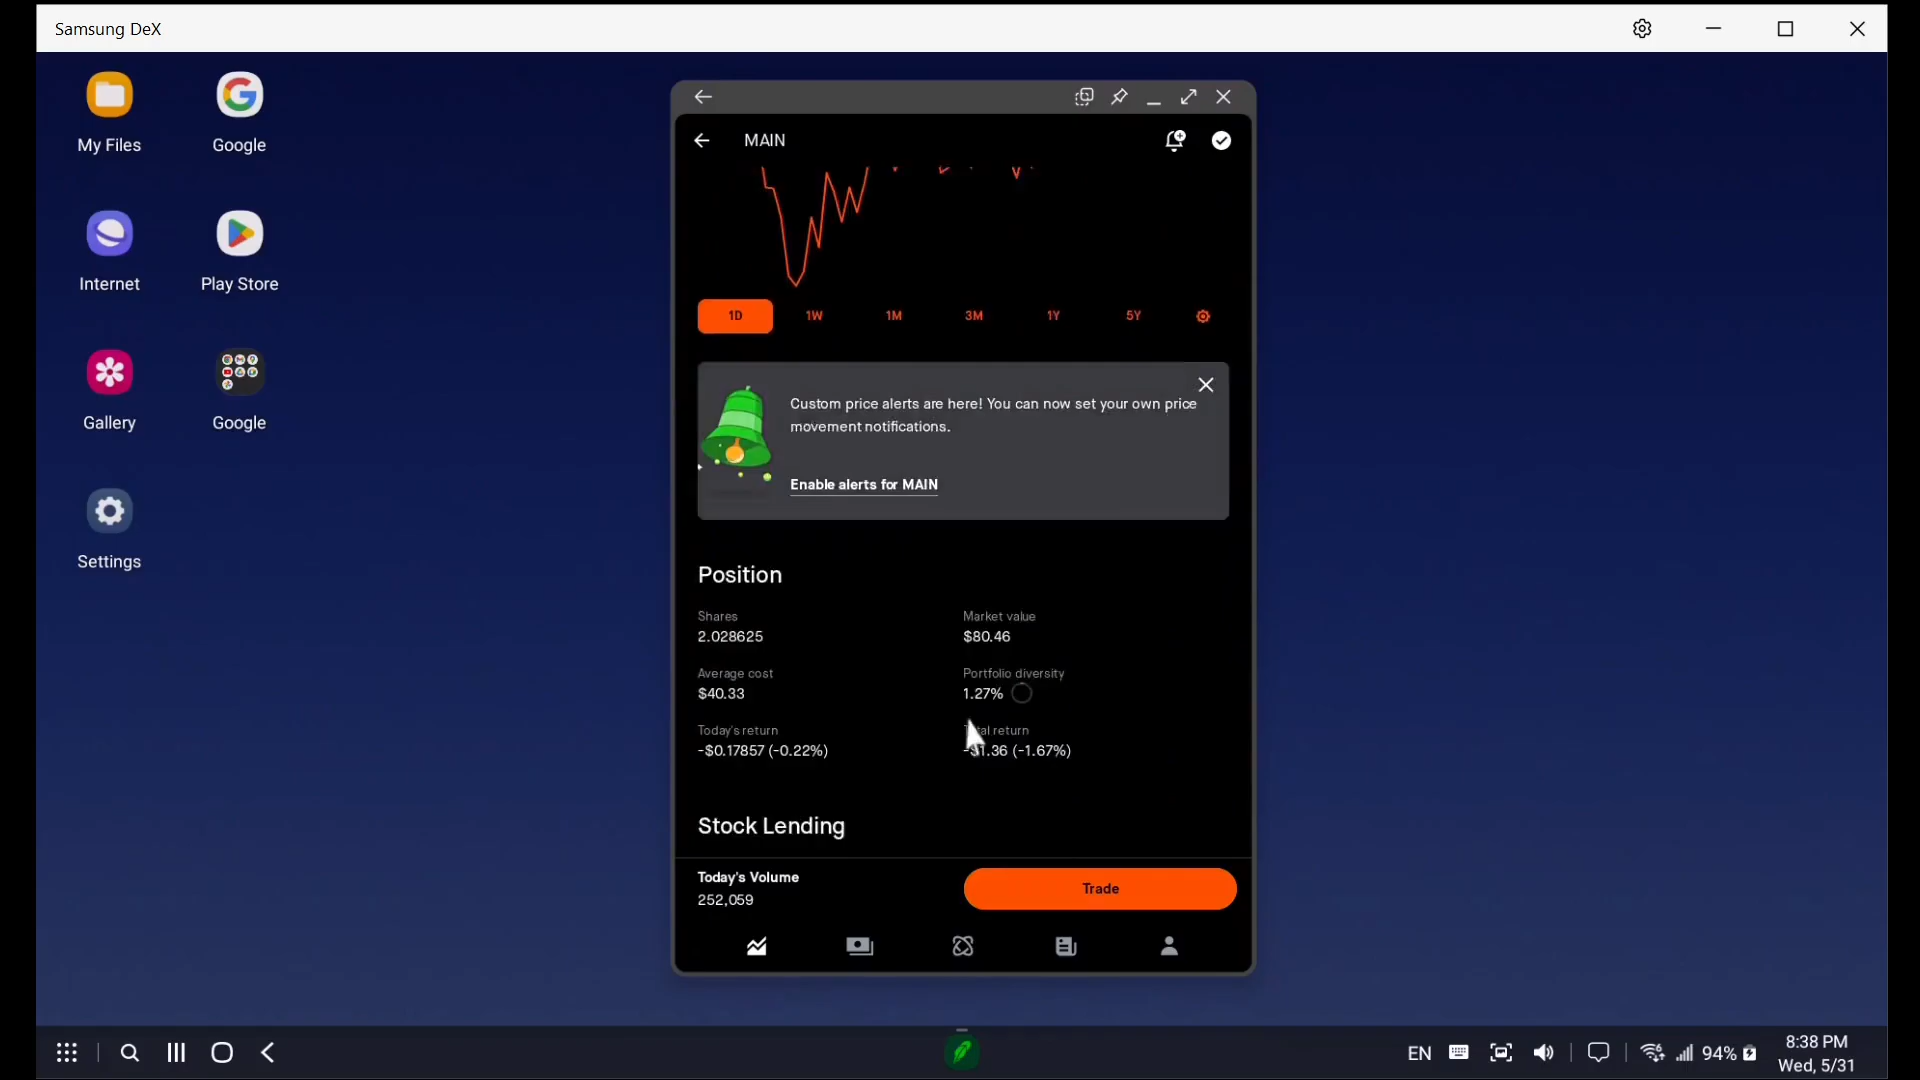 Samsung DeX
My Files
Google
Internet
Play Store
Gallery
Google
Settings
MAIN
1D 1W 1M 3M 1Y 5Y
Custom price alerts are here! You can now set your own price
movement notifications.
Enable alerts for MAIN
Position
Shares
2.028625
Market value
$80.46
Average cost
$40.33
Portfolio diversity
1.27%
Today's return
-$0.17857 (-0.22%)
return
-$1.36 (-1.67%)
Stock Lending
Today's Volume
252,059
Trade
EN
94%
8:38 PM
Wed, 5/31